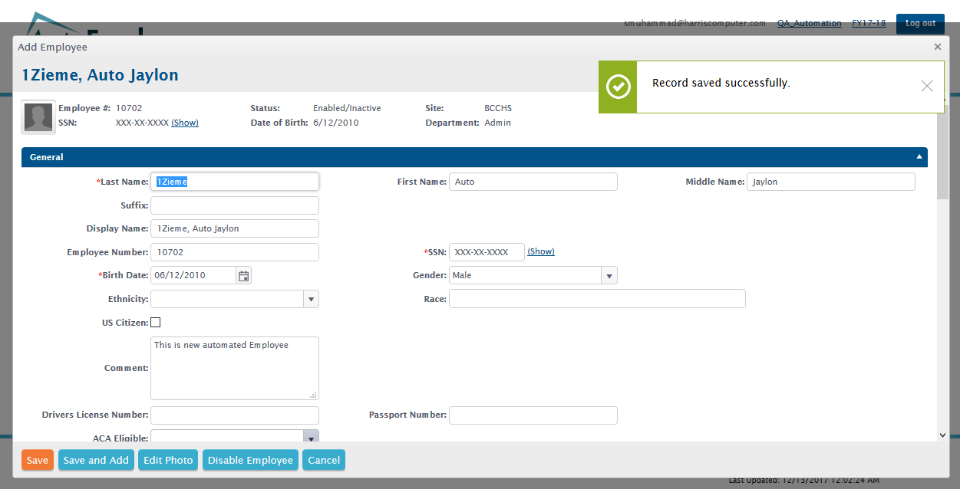 smuhammad@harriscomputer.com QA_Automation FY17-18 Log out
Add Employee
1Zieme, Auto Jaylon
Record saved successfully.
Employee #: 10702 Status: Enabled/Inactive Site: BCCHS
SSN: XXX-XX-XXXX (Show) Date of Birth: 6/12/2010 Department: Admin
General
*Last Name: 1Zieme First Name: Auto Middle Name: Jaylon
Suffix:
Display Name: 1Zieme, Auto Jaylon
Employee Number: 10702 *SSN: XXX-XX-XXXX (Show)
*Birth Date: 06/12/2010 Gender: Male
Ethnicity: Race:
US Citizen:
Comment: This is new automated Employee
Drivers License Number: Passport Number:
ACA Eligible:
Save Save and Add Edit Photo Disable Employee Cancel
Last Updated: 12/13/2017 12:02:24 AM